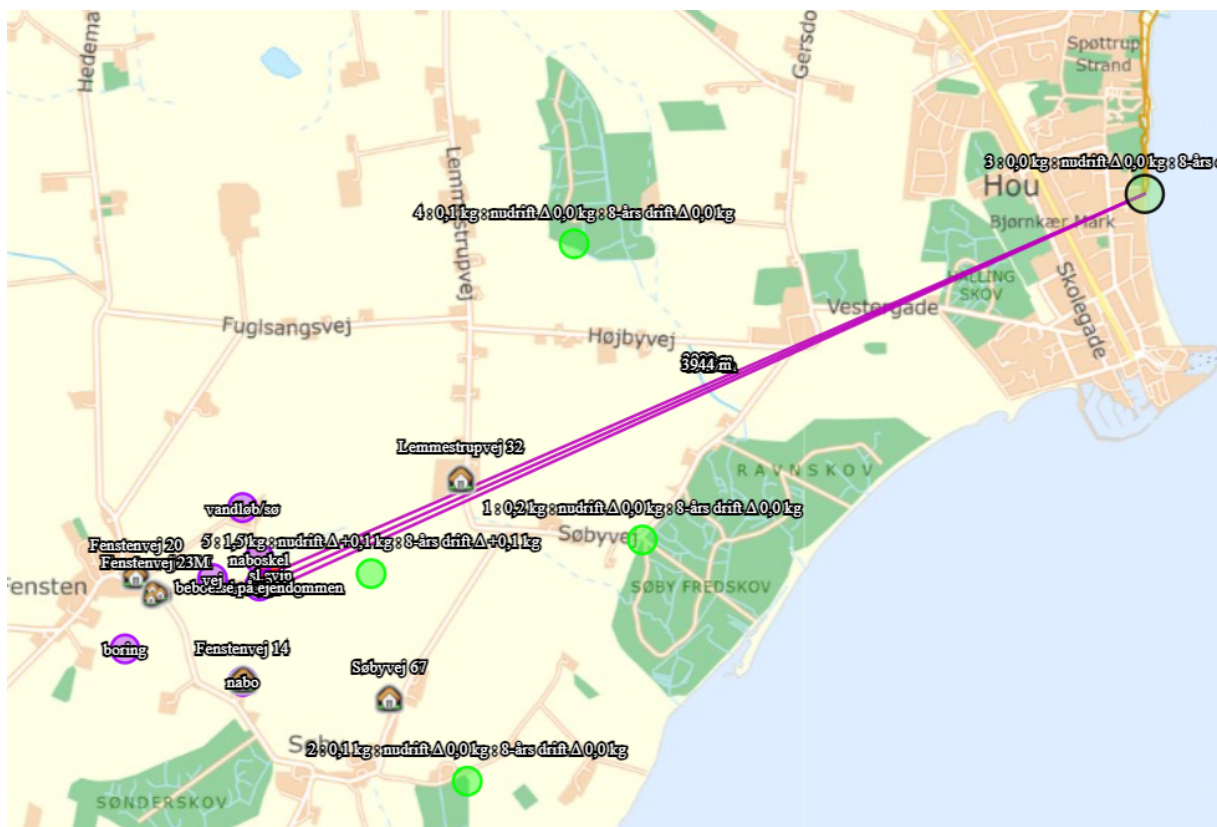 Hedema
Spøttrup
Strand
Gersdo
Lemmestrupvej
3 : 0,0 kg : nudrift Δ 0,0 kg : 8-års d
Hou
4 : 0,1 kg : nudrift Δ 0,0 kg : 8-års drift Δ 0,0 kg
Bjørnkær Mark
HALLING
SKOV
Skolegade
Vestergade
Fuglsangsvej
Højbyvej
3944 m
Lemmestrupvej 32
RAVNSKOV
vandløb/sø
1 : 0,2 kg : nudrift Δ 0,0 kg : 8-års drift Δ 0,0 kg
Søbyvej
5 : 1,5 kg : nudrift Δ +0,1 kg : 8-års drift Δ +0,1 kg
Fenstenvej 20
naboskel
Fenstenvej 23M
vej
Fensten
beboelse på ejendommen
SØBY FREDSKOV
boring
Fenstenvej 14
nabo
Søbyvej 67
2 : 0,1 kg : nudrift Δ 0,0 kg : 8-års drift Δ 0,0 kg
SØNDERSKOV